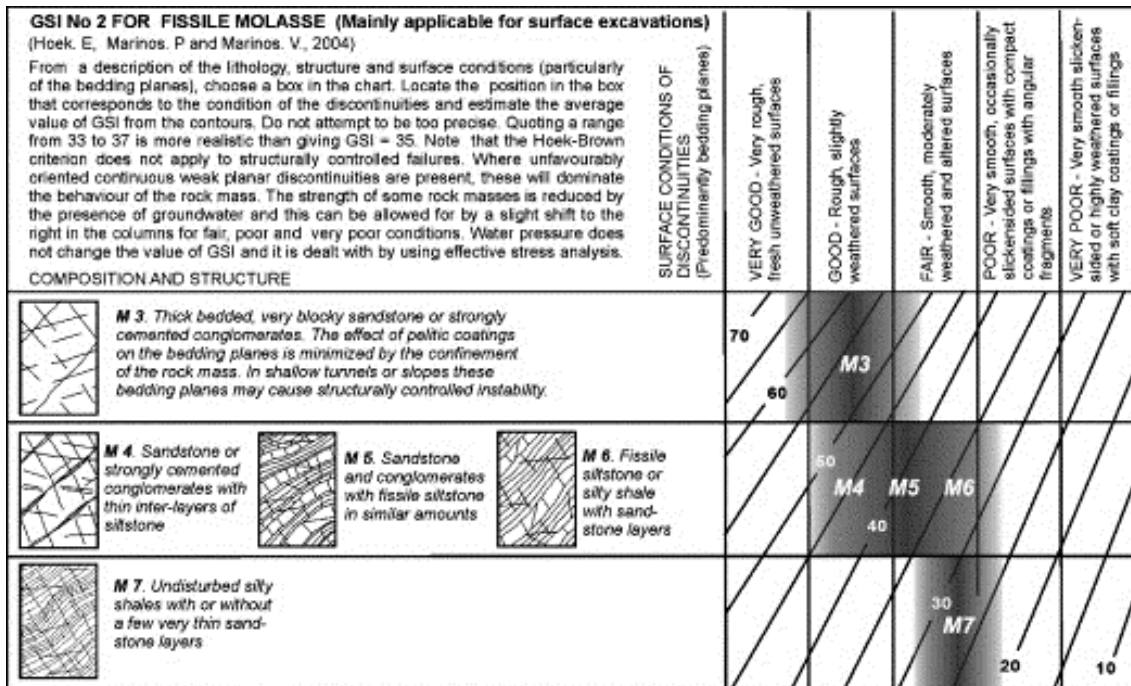 GSI No 2 FOR FISSILE MOLASSE (Mainly applicable for surface excavations)
(Hoek. E, Marinos. P and Marinos. V., 2004)
From a description of the lithology, structure and surface conditions (particularly
of the bedding planes), choose a box in the chart. Locate the position in the box
that corresponds to the condition of the discontinuities and estimate the average
value of GSI from the contours. Do not attempt to be too precise. Quoting a range
from 33 to 37 is more realistic than giving GSI = 35. Note that the Hoek-Brown
criterion does not apply to structurally controlled failures. Where unfavourably
oriented continuous weak planar discontinuities are present, these will dominate
the behaviour of the rock mass. The strength of some rock masses is reduced by
the presence of groundwater and this can be allowed for by a slight shift to the
right in the columns for fair, poor and very poor conditions. Water pressure does
not change the value of GSI and it is dealt with by using effective stress analysis.
COMPOSITION AND STRUCTURE
SURFACE CONDITIONS OF
DISCONTINUITIES
(Predominantly bedding planes)
VERY GOOD - Very rough,
fresh unweathered surfaces
GOOD - Rough, slightly
weathered surfaces
FAIR - Smooth, moderately
weathered and altered surfaces
POOR - Very smooth, occasionally
slickensided surfaces with compact
coatings or fillings with angular
fragments
VERY POOR - Very smooth slicken-
sided or highly weathered surfaces
with soft clay coatings or fillings
M 3. Thick bedded, very blocky sandstone or strongly
cemented conglomerates. The effect of pelitic coatings
on the bedding planes is minimized by the confinement
of the rock mass. In shallow tunnels or slopes these
bedding planes may cause structurally controlled instability.
70
60
M3
M 4. Sandstone or
strongly cemented
conglomerates with
thin inter-layers of
siltstone
M 5. Sandstone
and conglomerates
with fissile siltstone
in similar amounts
M 6. Fissile
siltstone or
silty shale
with sand-
stone layers
50
M4
M5
M6
40
M 7. Undisturbed silty
shales with or without
a few very thin sand-
stone layers
30
M7
20
10